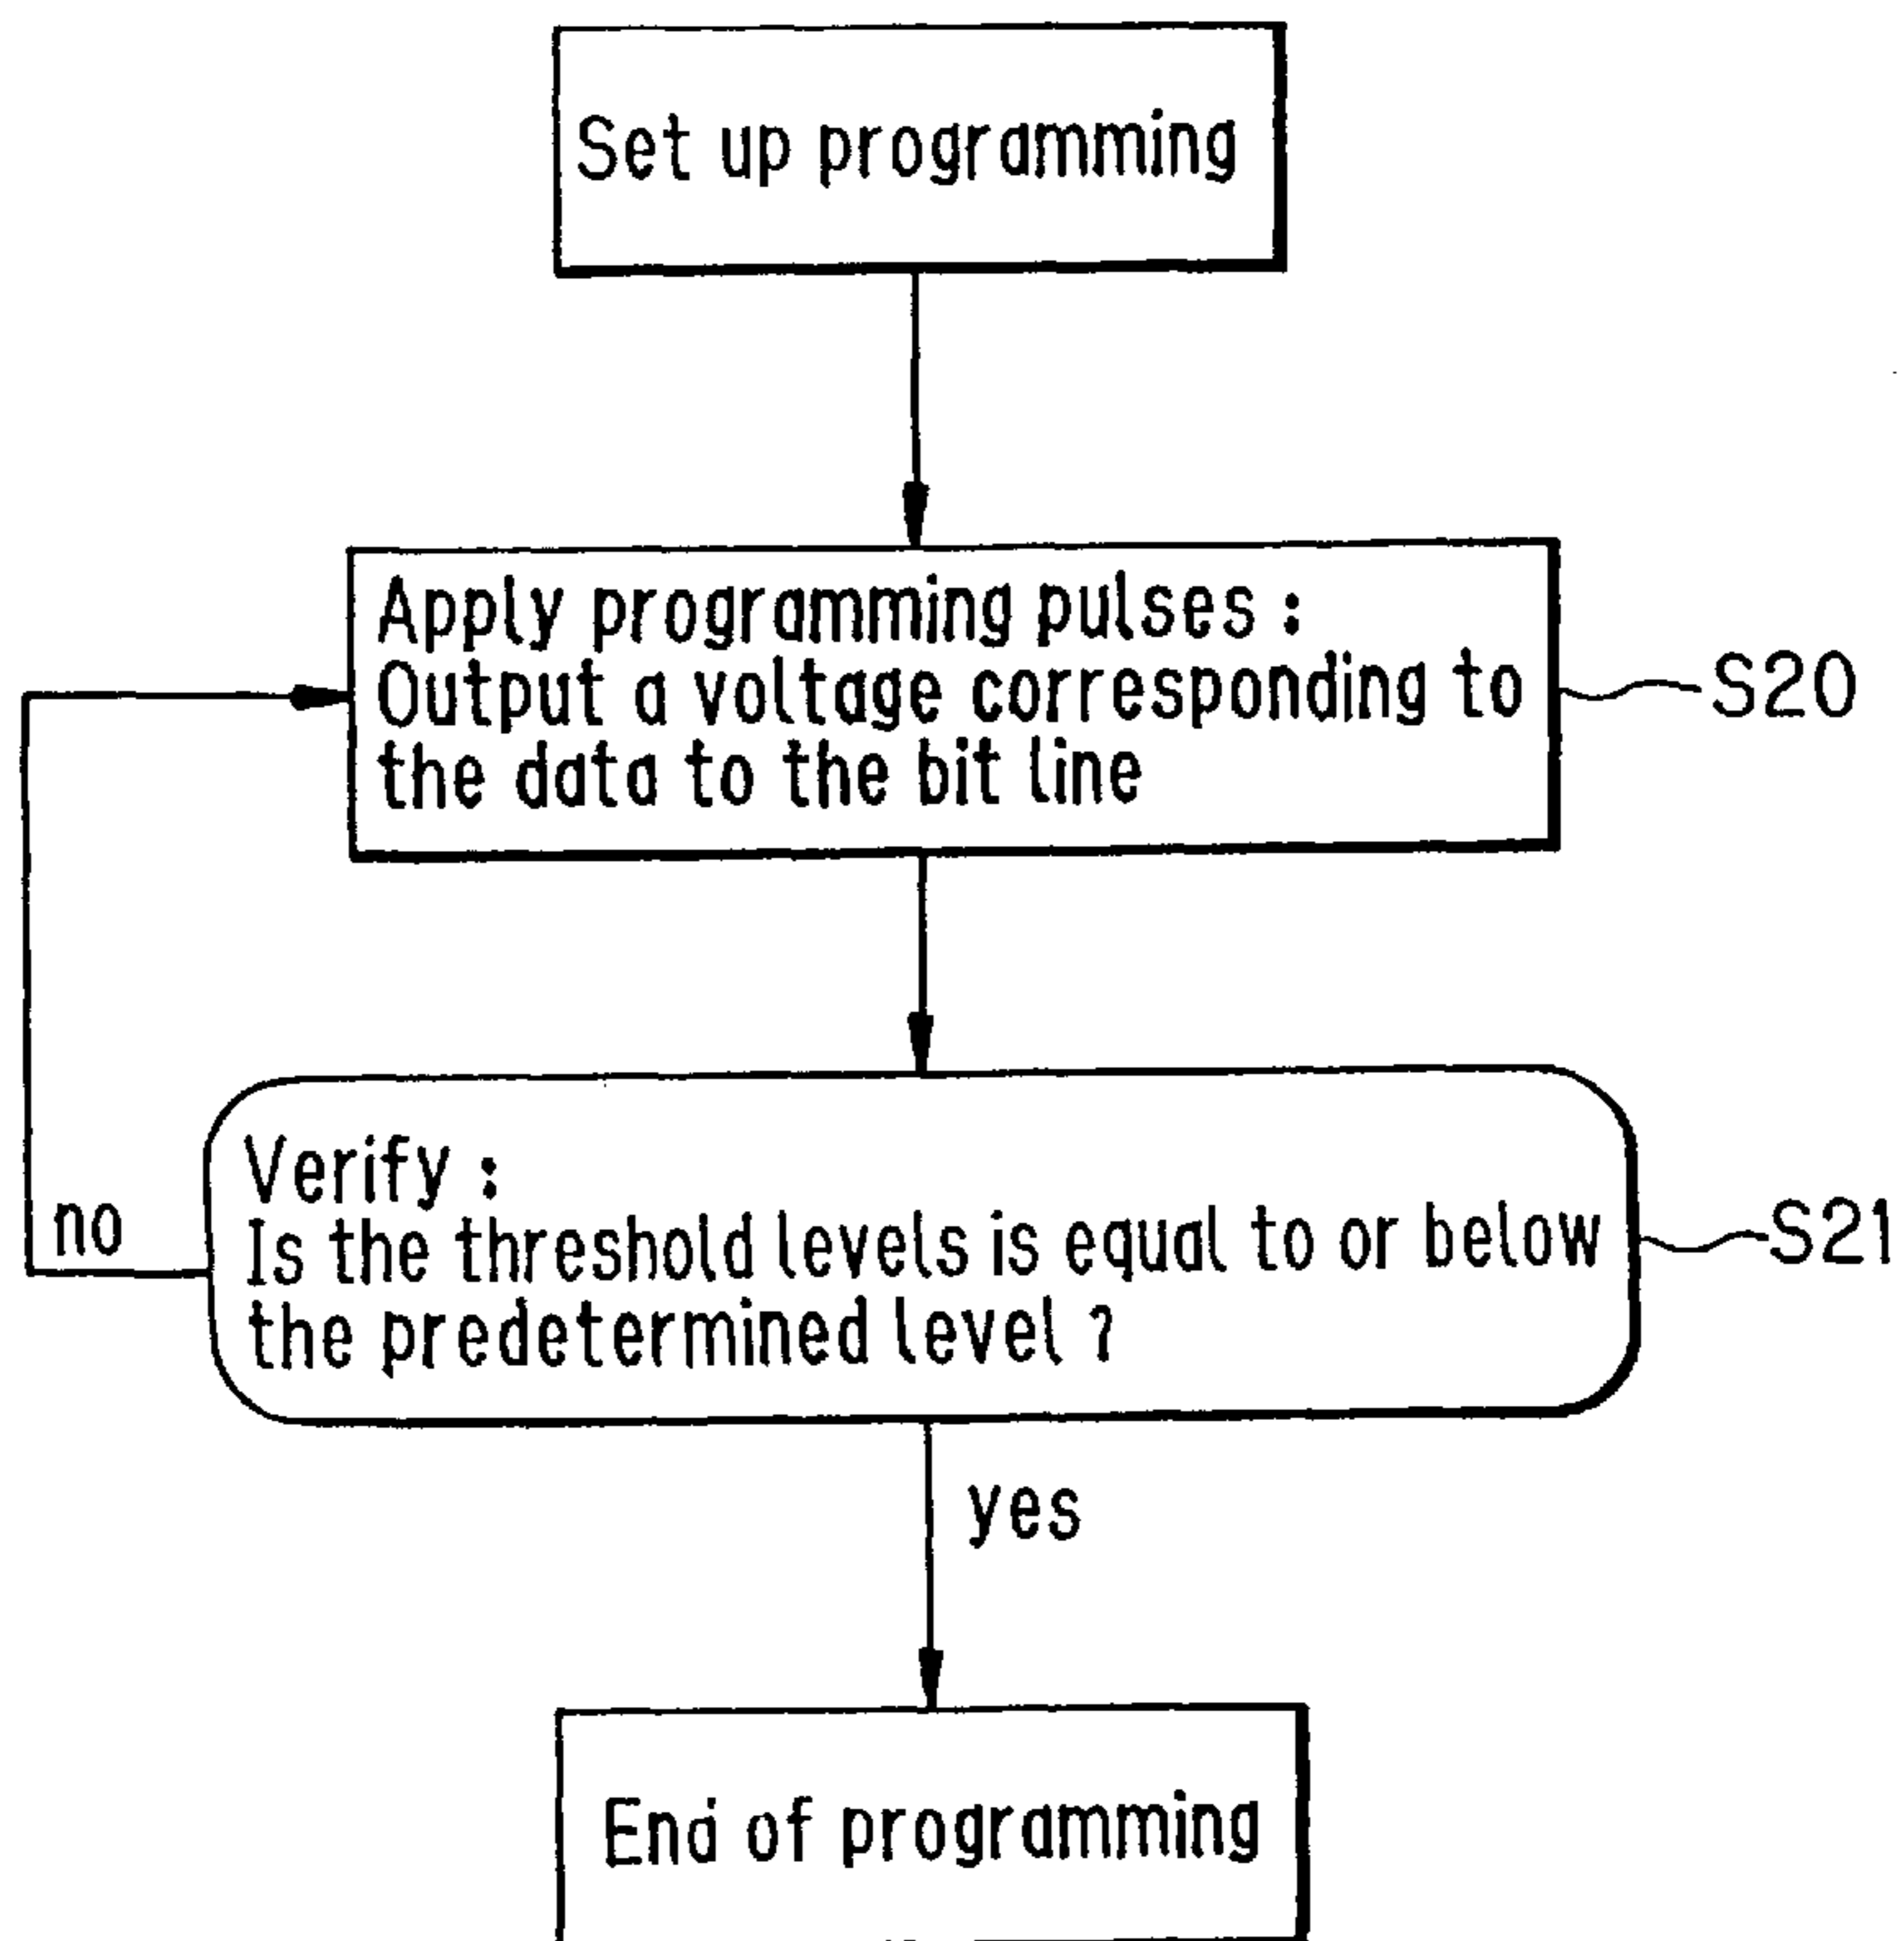 Set up programming
Apply programming pulses :
Output a voltage corresponding to
the data to the bit line
S20
Verify :
Is the threshold levels is equal to or below
the predetermined level ?
S21
no
yes
End of programming